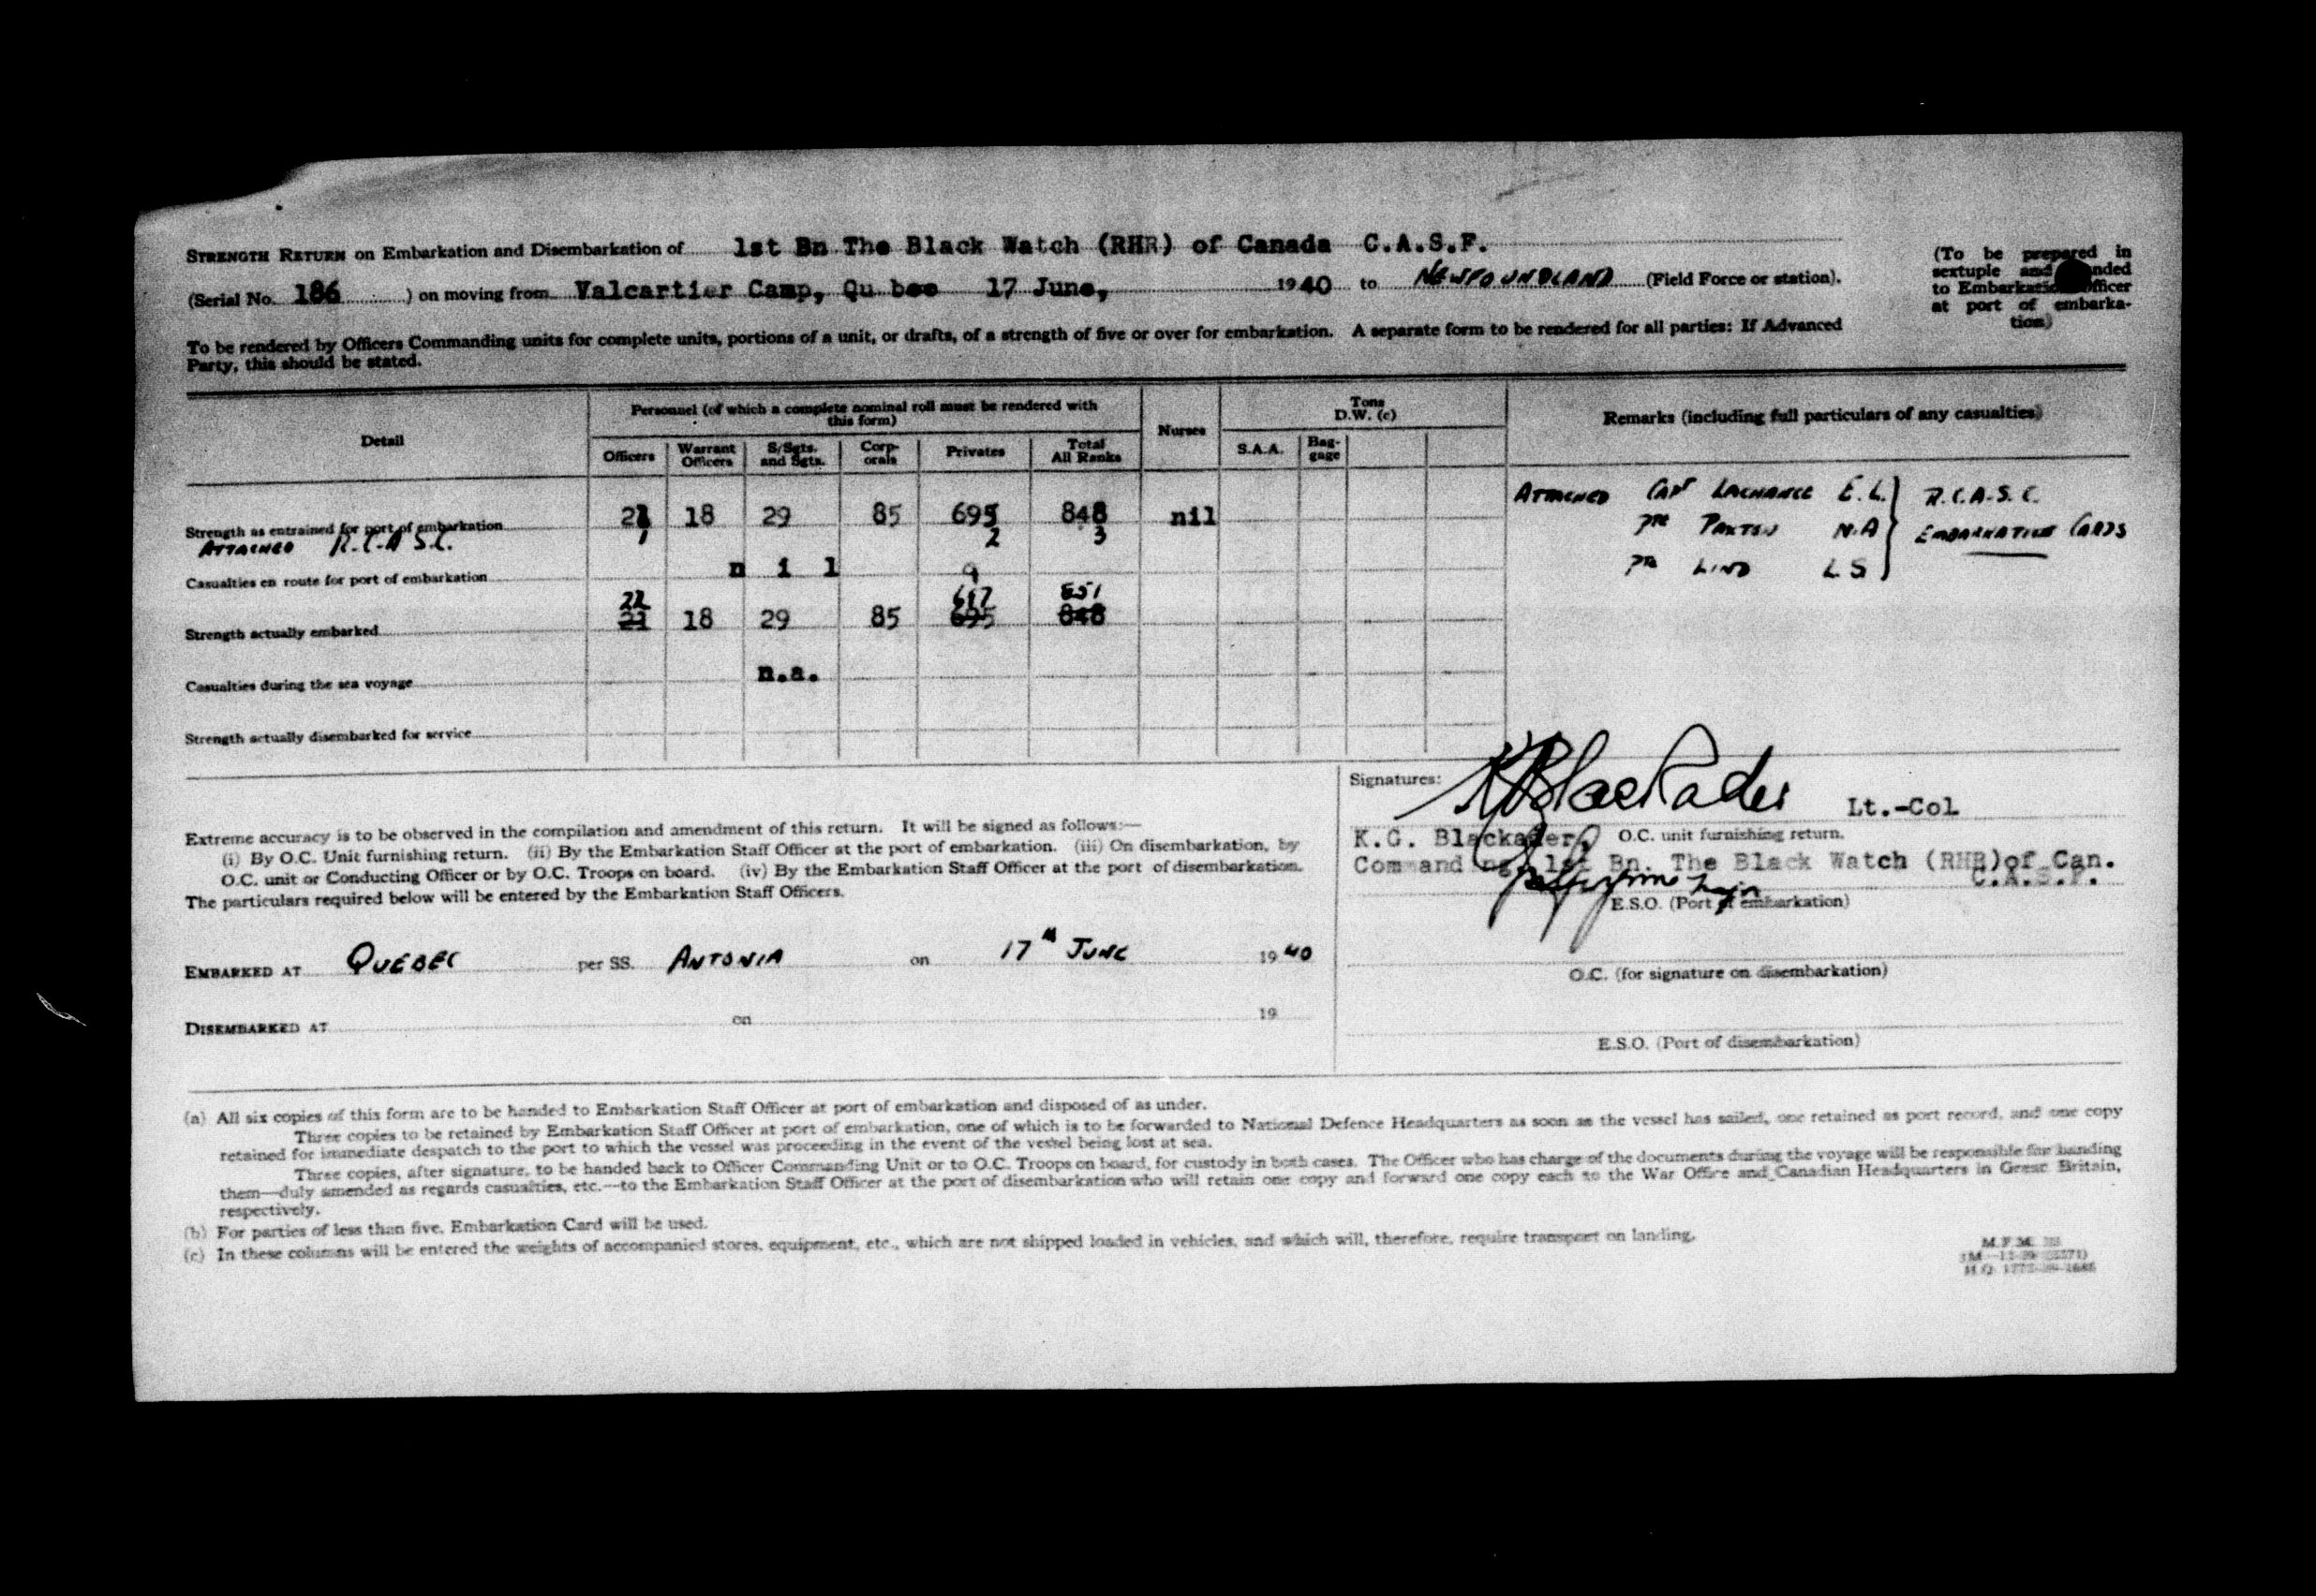 STRENGTH RETURN on Embarkation and Disembarkation of 1st Bn The Black Watch (RHR) of Canada C.A.S.F.
(Serial No. 186 ) on moving from Valcartier Camp, Qu bec 17 June, 1940 to NEWFOUNDLAND (Field Force or station).
(To be prepared in
sextuple and nded
to Embarkation Officer
at port of embarka-
tion)
To be rendered by Officers Commanding units for complete units, portions of a unit, or drafts, of a strength of five or over for embarkation. A separate form to be rendered for all parties: If Advanced
Party, this should be stated.
Detail
Personnel (of which a complete nominal roll must be rendered with
this form)
Nurses
Tons
D.W. (c)
Remarks (including full particulars of any casualties)
Officers
Warrant
Officers
S/Sgts.
and Sgts.
Corp-
orals
Privates
Total
All Ranks
S.A.A.
Bag-
gage
Strength as entrained for port of embarkation 21 18 29 85 695 848 nil
ATTACHED R.C.A.S.C. 1 2 3
ATTACHED CAPT LACHANCE E.L. R.C.A.S.C.
PTE PAXTON N.A EMBARKATION CARDS
PTE LIND L S
Casualties en route for port of embarkation n i l
22 697 851
Strength actually embarked 21 18 29 85 695 848
Casualties during the sea voyage n.a.
Strength actually disembarked for service
Signatures: KGBlackader Lt.-Col
K.G. Blackader, O.C. unit furnishing return.
Command ng, 1st Bn. The Black Watch (RHR)of Can.
C.A.S.F.
Major
E.S.O. (Port of embarkation)
O.C. (for signature on disembarkation)
E.S.O. (Port of disembarkation)
Extreme accuracy is to be observed in the compilation and amendment of this return. It will be signed as follows:—
(i) By O.C. Unit furnishing return. (ii) By the Embarkation Staff Officer at the port of embarkation. (iii) On disembarkation, by
O.C. unit or Conducting Officer or by O.C. Troops on board. (iv) By the Embarkation Staff Officer at the port of disembarkation.
The particulars required below will be entered by the Embarkation Staff Officers.
EMBARKED AT QUEBEC per SS. ANTONIA on 17th JUNE 1940
DISEMBARKED AT on 19
(a) All six copies of this form are to be handed to Embarkation Staff Officer at port of embarkation and disposed of as under.
Three copies to be retained by Embarkation Staff Officer at port of embarkation, one of which is to be forwarded to National Defence Headquarters as soon as the vessel has sailed, one retained as port record, and one copy
retained for immediate despatch to the port to which the vessel was proceeding in the event of the vessel being lost at sea.
Three copies, after signature, to be handed back to Officer Commanding Unit or to O.C. Troops on board, for custody in both cases. The Officer who has charge of the documents during the voyage will be responsible for handing
them—duly amended as regards casualties, etc.—to the Embarkation Staff Officer at the port of disembarkation who will retain one copy and forward one copy each to the War Office and Canadian Headquarters in Great Britain,
respectively.
(b) For parties of less than five, Embarkation Card will be used.
(c) In these columns will be entered the weights of accompanied stores, equipment, etc., which are not shipped loaded in vehicles, and which will, therefore, require transport on landing.
M.F.M.